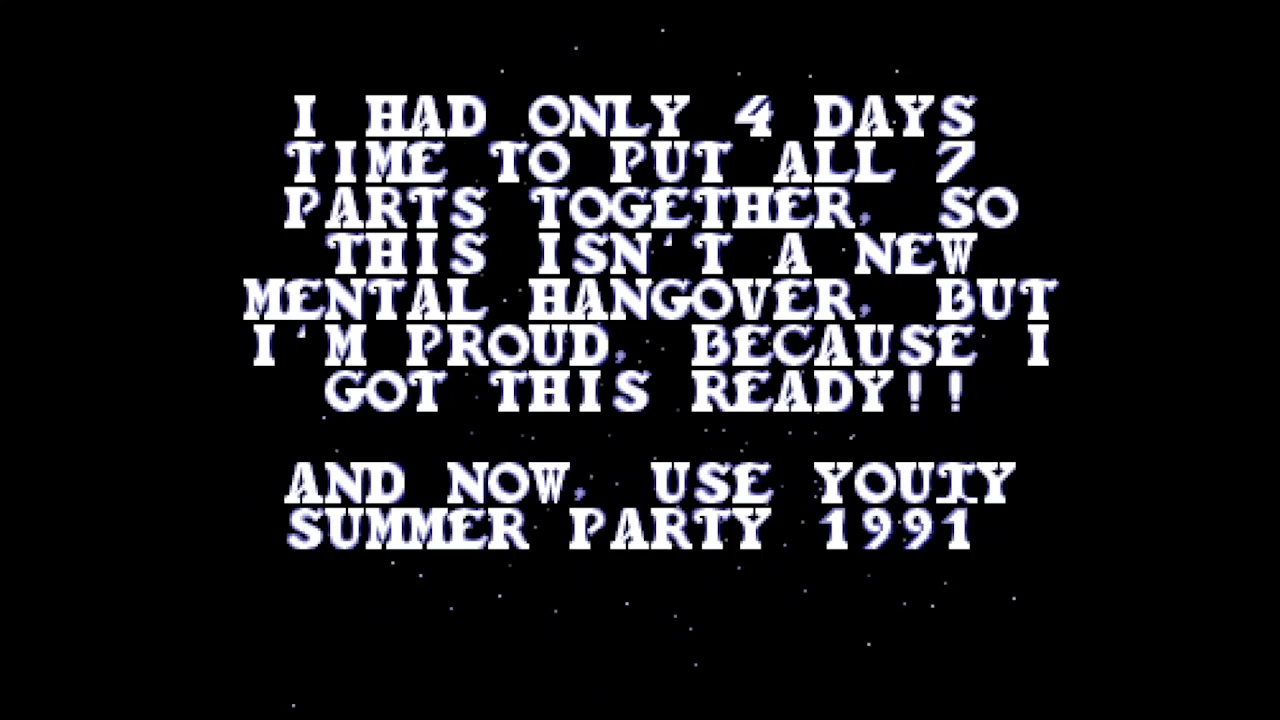 I HAD ONLY 4 DAYS
TIME TO PUT ALL 7
PARTS TOGETHER, SO
THIS ISN'T A NEW
MENTAL HANGOVER, BUT
I'M PROUD, BECAUSE I
GOT THIS READY!!
AND NOW, USE
SUMMER PARTY 1991